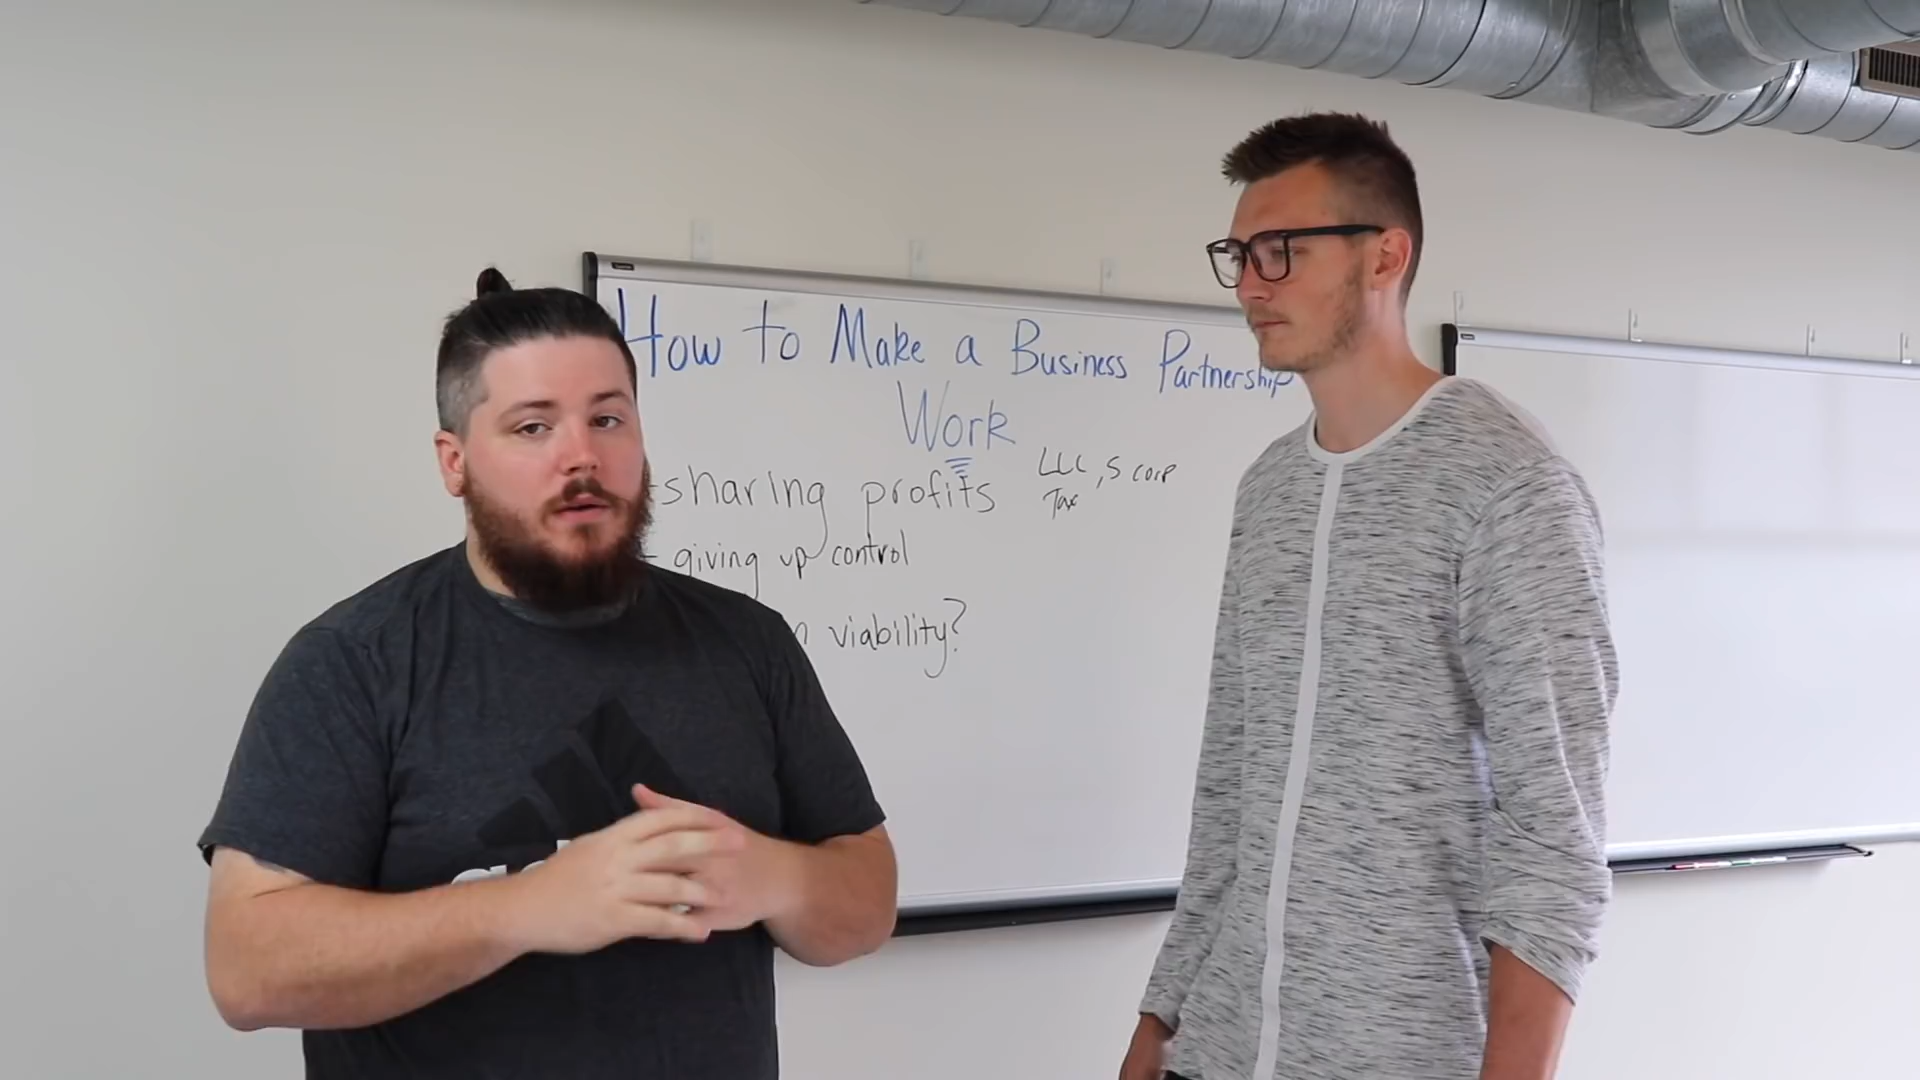 How to Make a Business Partnership
Work
-sharing profits
LLC, S corp
Tax
- giving up control
viability?